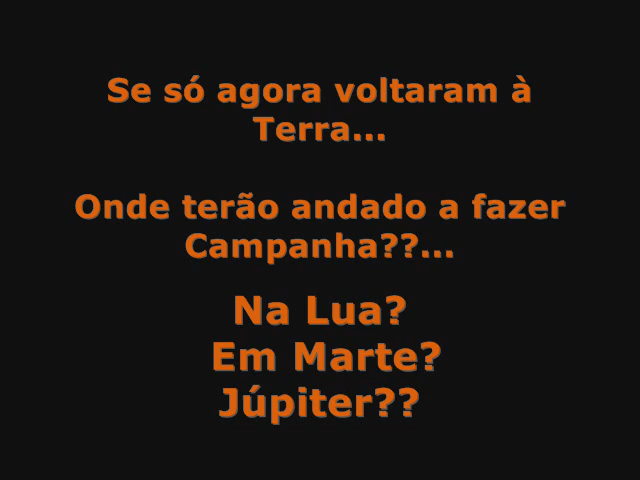 Se só agora voltaram à
Terra...
Onde terão andado a fazer
Campanha??...
Na Lua?
Em Marte?
Júpiter??